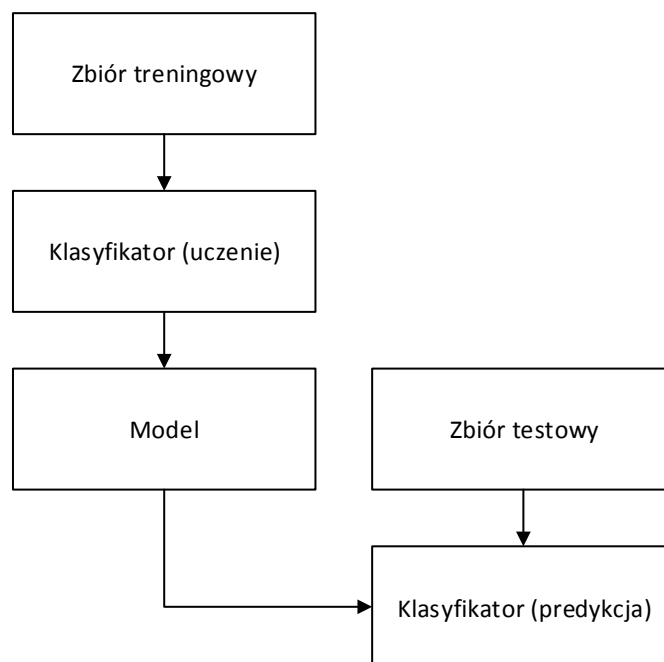 Zbiór treningowy
Klasyfikator (uczenie)
Model
Zbiór testowy
Klasyfikator (predykcja)